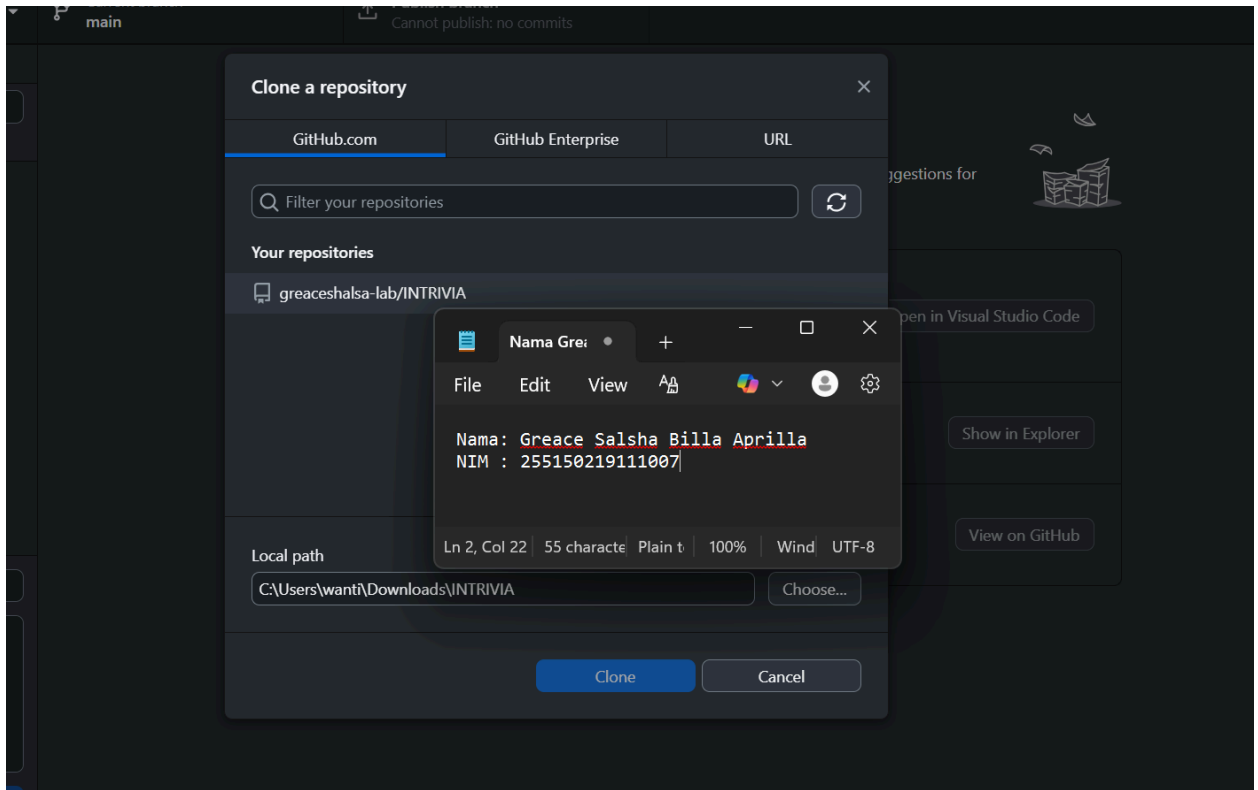 main
Cannot publish: no commits
Clone a repository
GitHub.com
GitHub Enterprise
URL
Filter your repositories
ggestions for
Your repositories
greaceshalsa-lab/INTRIVIA
pen in Visual Studio Code
Nama Grea
File Edit View
Nama: Greace Salsha Billa Aprilla
NIM : 255150219111007
Show in Explorer
Ln 2, Col 22 55 characte Plain t 100% Wind UTF-8
View on GitHub
Local path
C:\Users\wanti\Downloads\INTRIVIA
Choose...
Clone
Cancel